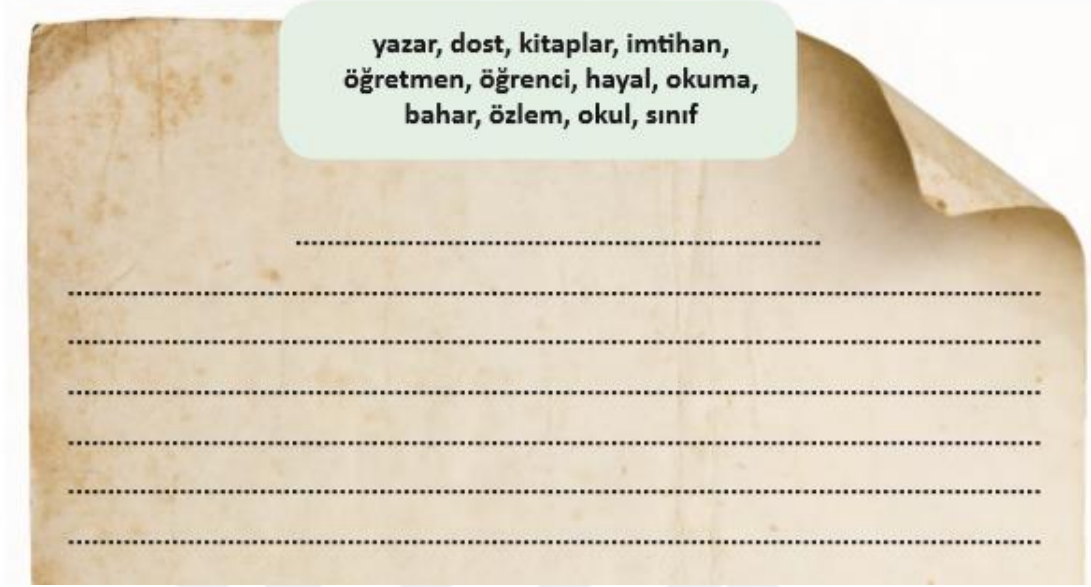 yazar, dost, kitaplar, imtihan,
öğretmen, öğrenci, hayal, okuma,
bahar, özlem, okul, sınıf